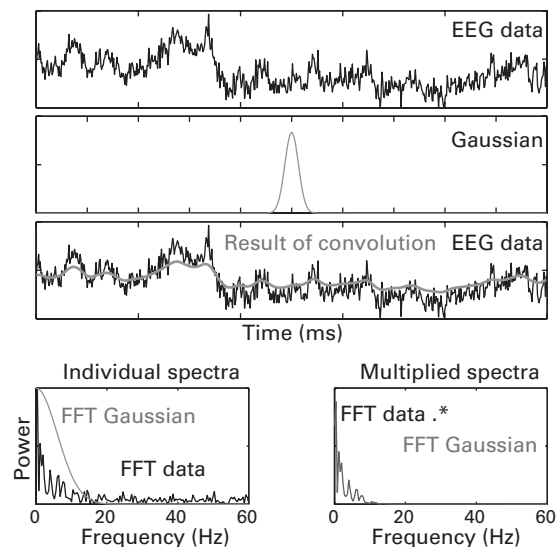 EEG data
Gaussian
Result of convolution EEG data
Time (ms)
Individual spectra
Power
FFT Gaussian
FFT data
0 20 40 60
Frequency (Hz)
Multiplied spectra
FFT data .*
FFT Gaussian
0 20 40 60
Frequency (Hz)